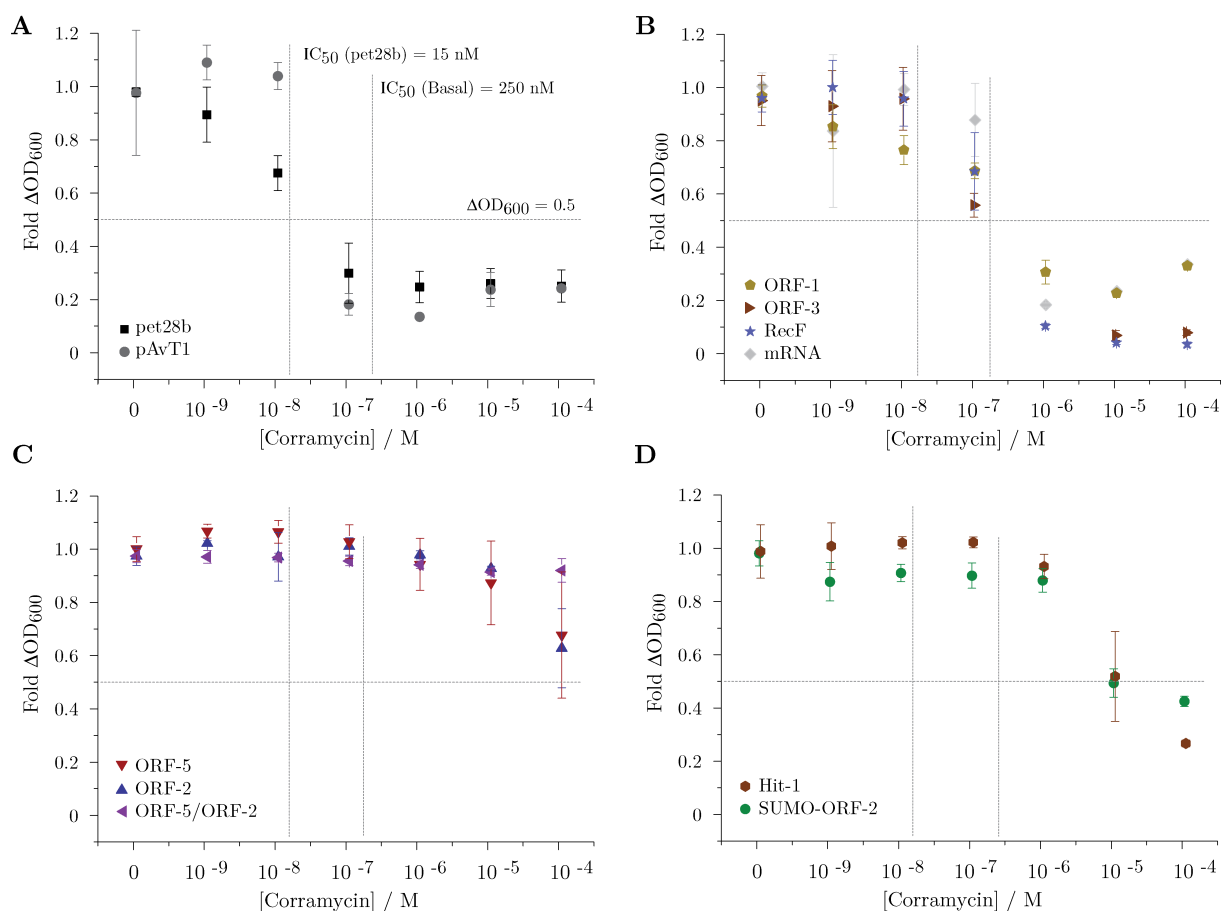 A
Fold ΔOD600
1.2
1.0
0.8
0.6
0.4
0.2
0
IC50 (pet28b) = 15 nM
IC50 (Basal) = 250 nM
ΔOD600 = 0.5
pet28b
pAvT1
0 10 -9 10 -8 10 -7 10 -6 10 -5 10 -4
[Corramycin] / M
B
Fold ΔOD600
1.2
1.0
0.8
0.6
0.4
0.2
0
ORF-1
ORF-3
RecF
mRNA
0 10 -9 10 -8 10 -7 10 -6 10 -5 10 -4
[Corramycin] / M
C
Fold ΔOD600
1.2
1.0
0.8
0.6
0.4
0.2
0
ORF-5
ORF-2
ORF-5/ORF-2
0 10 -9 10 -8 10 -7 10 -6 10 -5 10 -4
[Corramycin] / M
D
Fold ΔOD600
1.2
1.0
0.8
0.6
0.4
0.2
0
Hit-1
SUMO-ORF-2
0 10 -9 10 -8 10 -7 10 -6 10 -5 10 -4
[Corramycin] / M